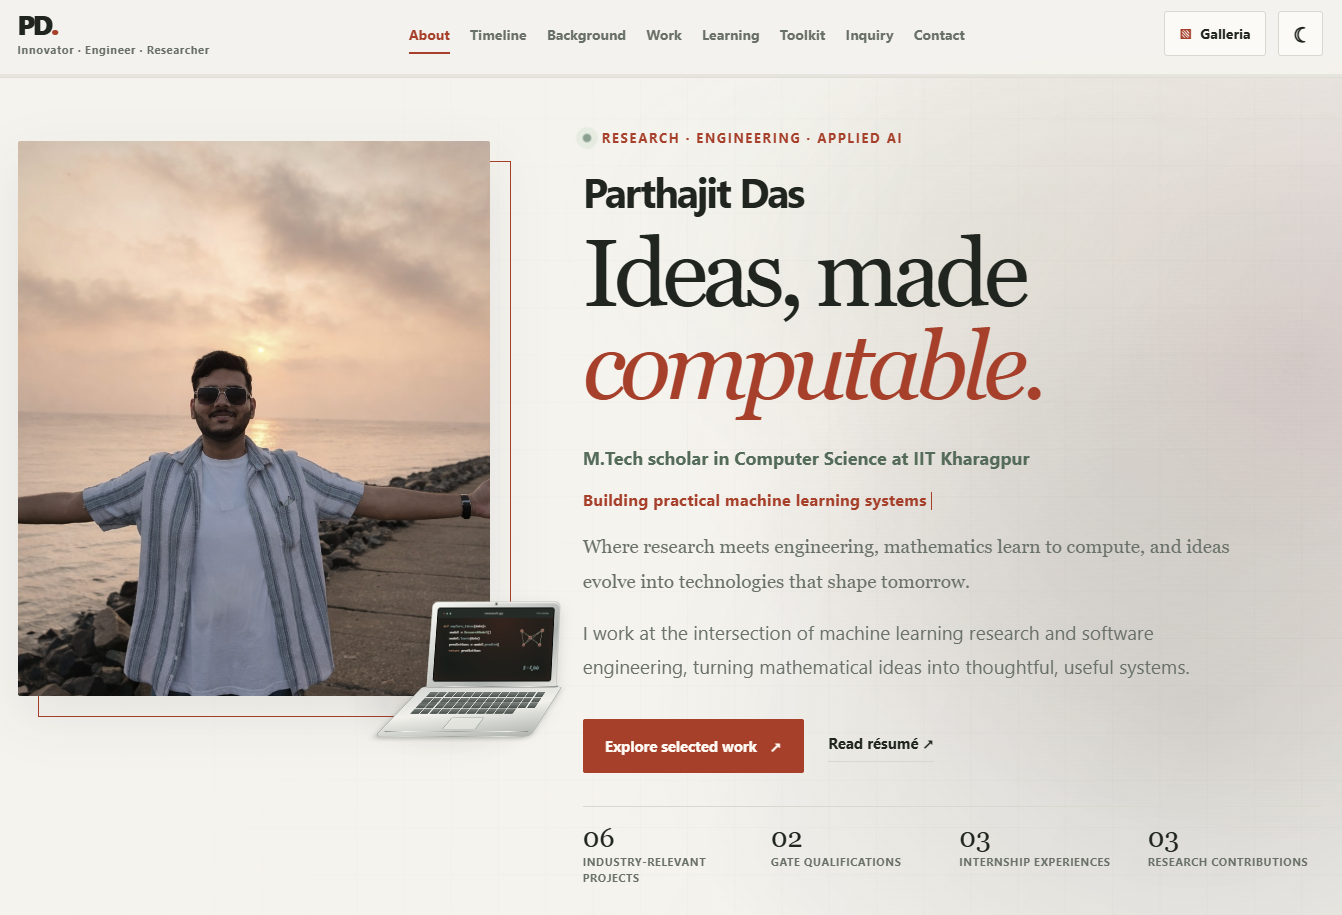 PD.
Innovator · Engineer · Researcher
About Timeline Background Work Learning Toolkit Inquiry Contact
Galleria
RESEARCH · ENGINEERING · APPLIED AI
Parthajit Das
Ideas, made
computable.
M.Tech scholar in Computer Science at IIT Kharagpur
Building practical machine learning systems
Where research meets engineering, mathematics learn to compute, and ideas
evolve into technologies that shape tomorrow.
I work at the intersection of machine learning research and software
engineering, turning mathematical ideas into thoughtful, useful systems.
Explore selected work ↗
Read résumé ↗
06 02 03 03
INDUSTRY-RELEVANT GATE QUALIFICATIONS INTERNSHIP EXPERIENCES RESEARCH CONTRIBUTIONS
PROJECTS